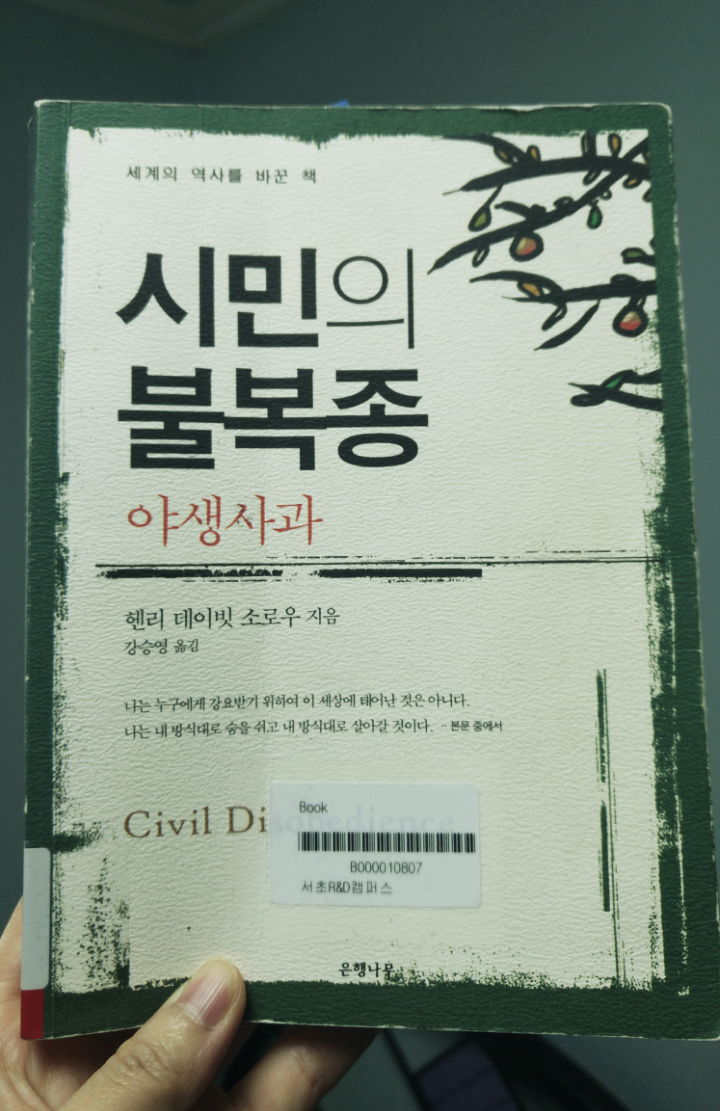 세계의 역사를 바꾼 책
시민의
불복종
야생사과
헨리 데이빗 소로우 지음
강승영 옮김
나는 누구에게 강요받기 위하여 이 세상에 태어난 것은 아니다.
나는 내 방식대로 숨을 쉬고 내 방식대로 살아갈 것이다. - 본문 중에서
Civil Disobedience
Book
B000010807
서초R&D캠퍼스
은행나무